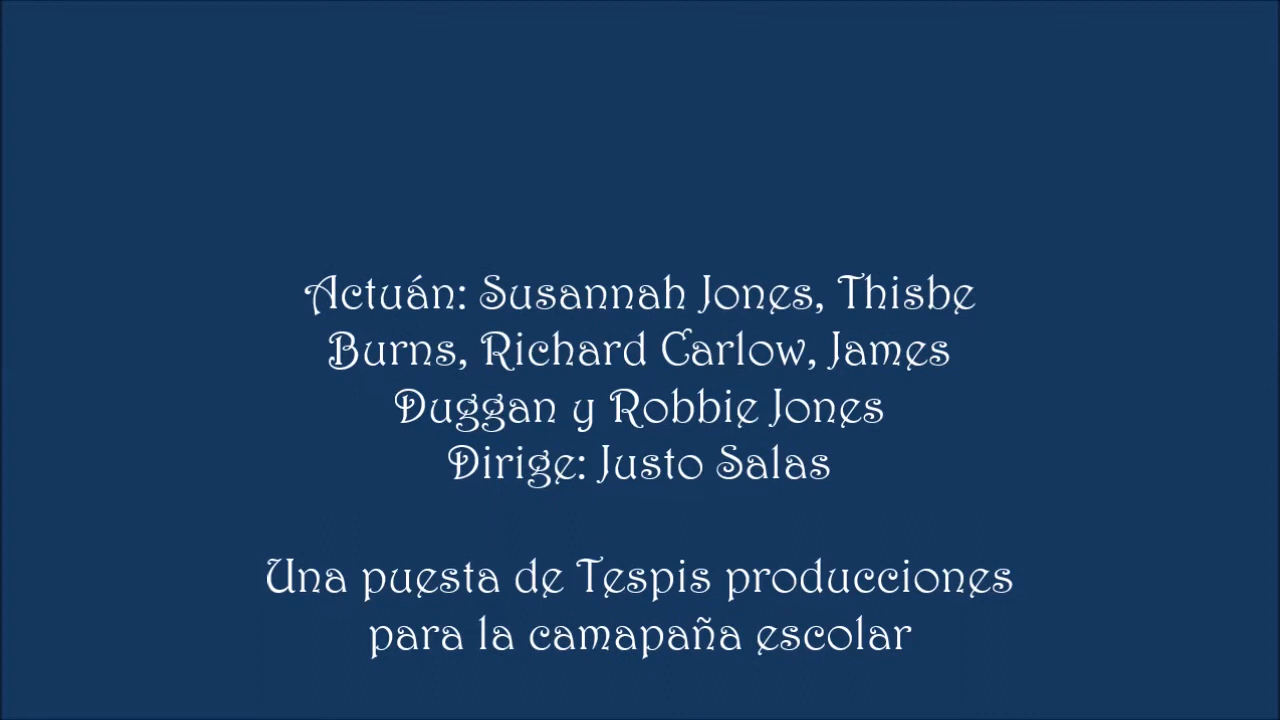 Actuán: Susannah Jones, Thisbe
Burns, Richard Carlow, James
Duggan y Robbie Jones
Dirige: Justo Salas
Una puesta de Tespis producciones
para la camapaña escolar